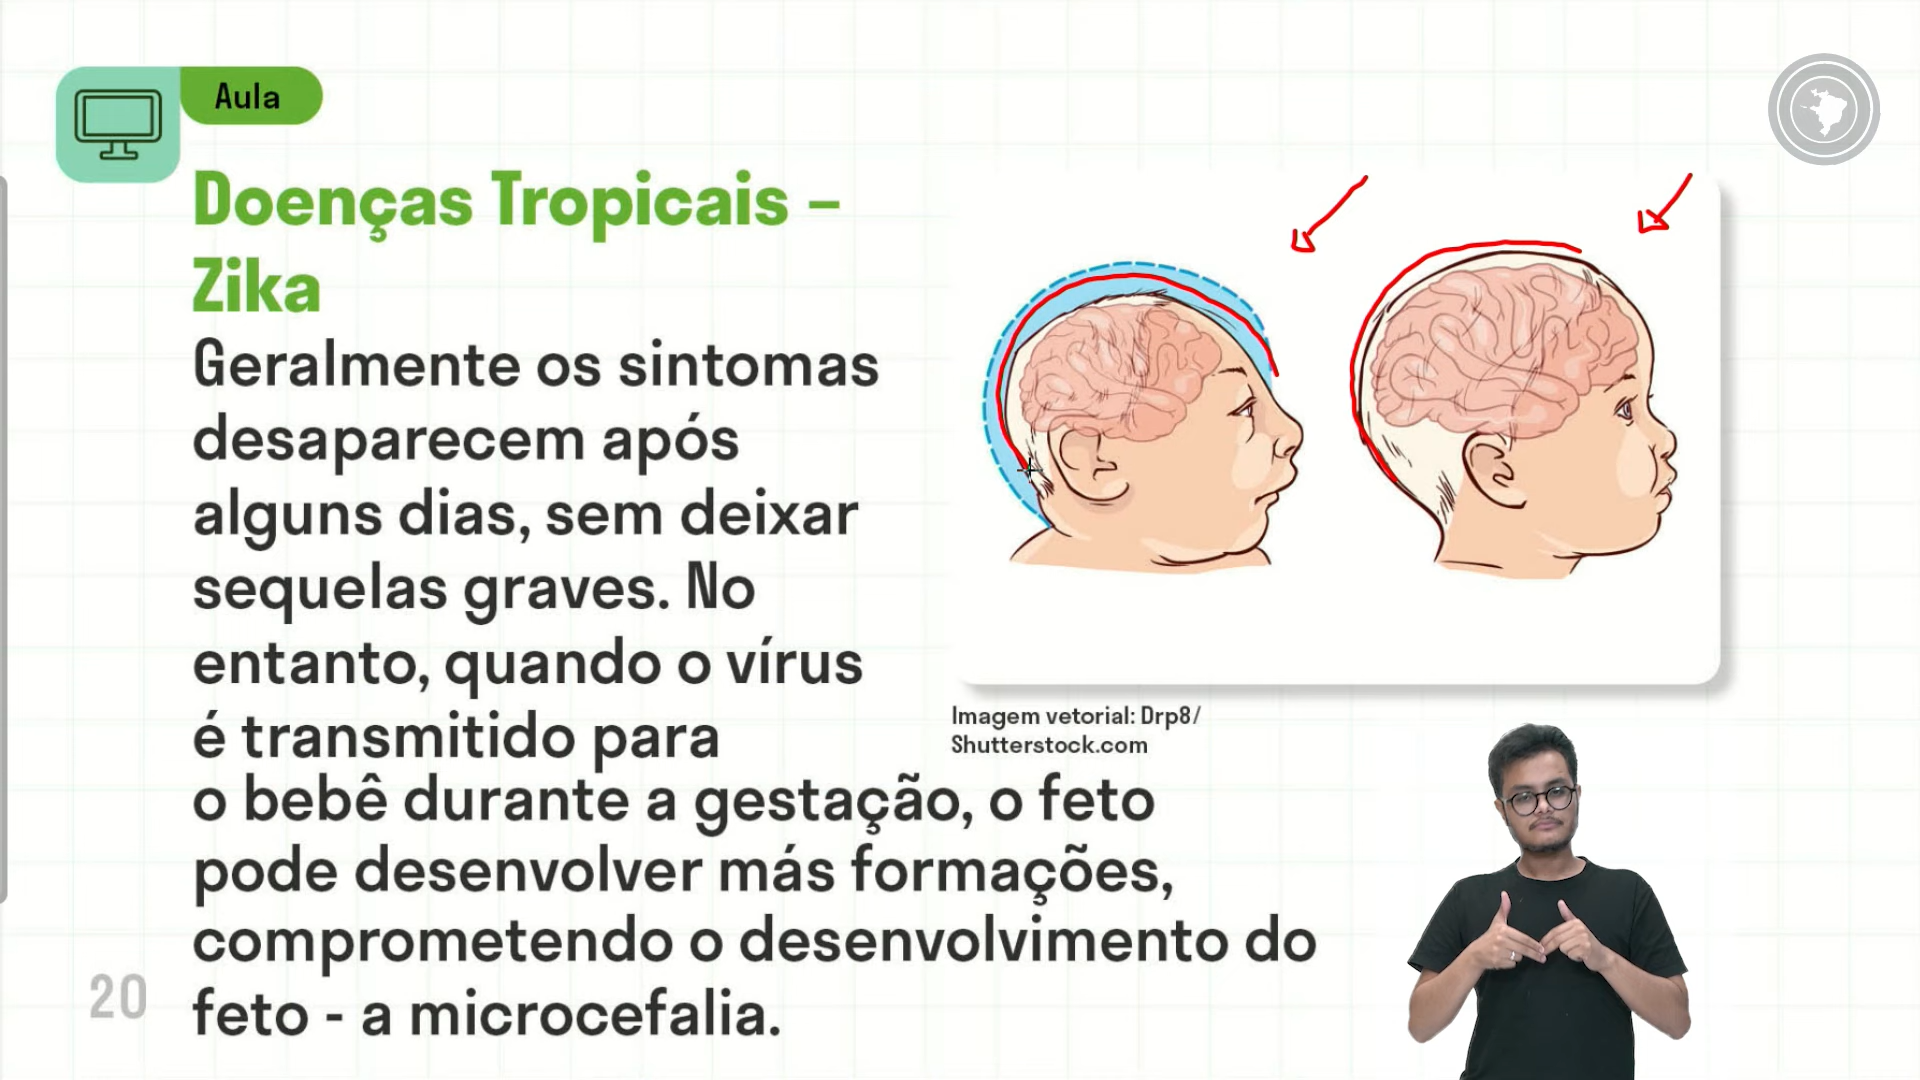 Aula
Doenças Tropicais –
Zika
Geralmente os sintomas
desaparecem após
alguns dias, sem deixar
sequelas graves. No
entanto, quando o vírus
é transmitido para
o bebê durante a gestação, o feto
pode desenvolver más formações,
comprometendo o desenvolvimento do
feto - a microcefalia.
Imagem vetorial: Drp8/
Shutterstock.com
20